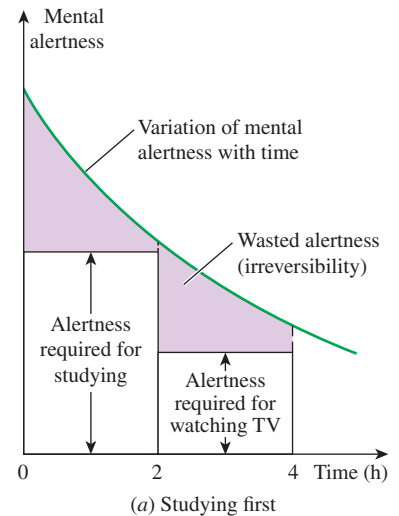 Mental
alertness
Variation of mental
alertness with time
Wasted alertness
(irreversibility)
Alertness
required for
studying
Alertness
required for
watching TV
0 2 4 Time (h)
(a) Studying first